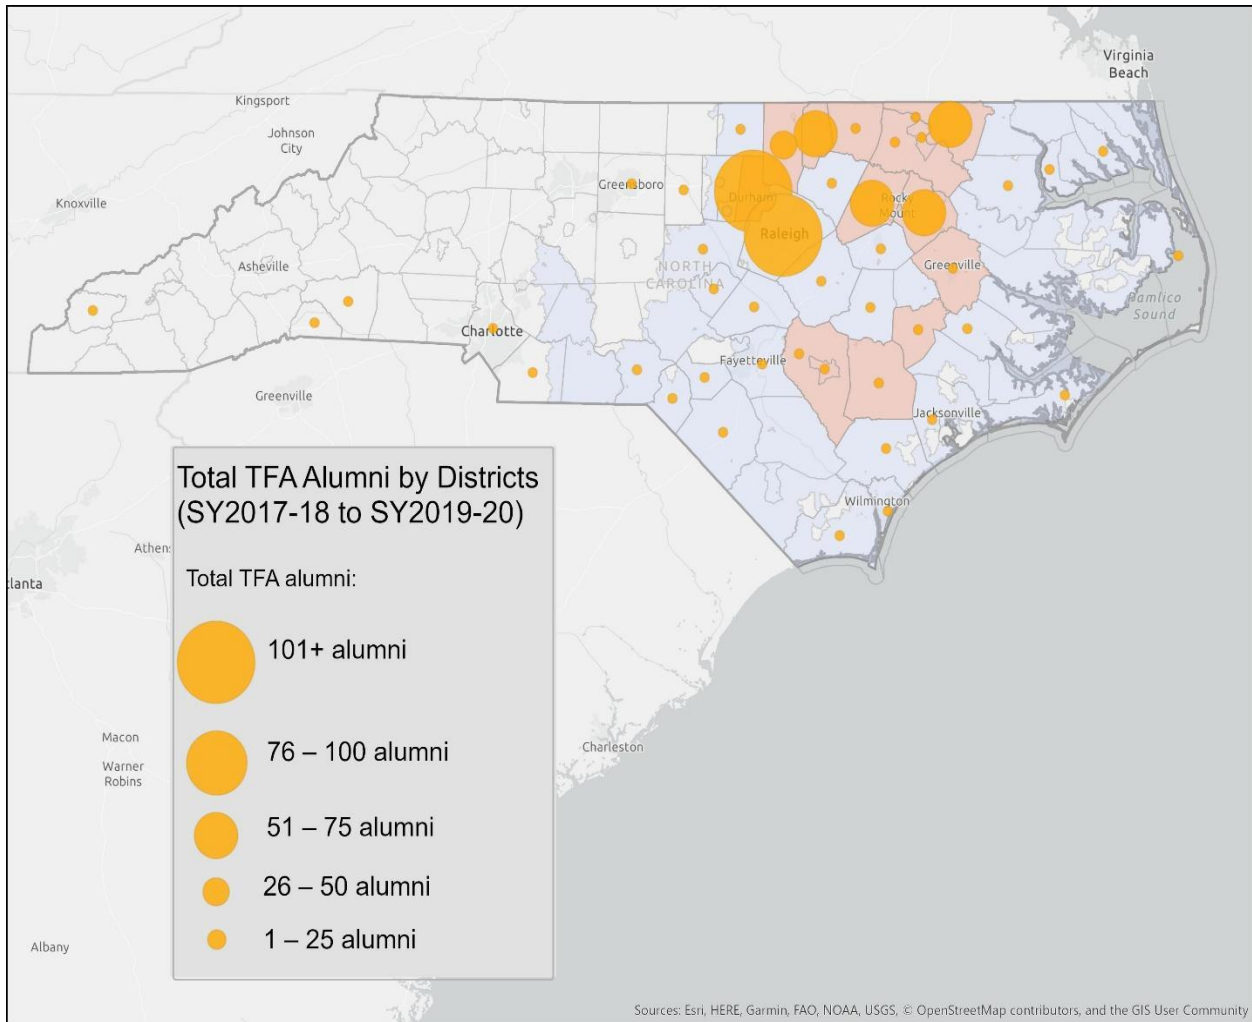 Virginia
Beach
Kingsport
Johnson
City
Greensboro
Knoxville
Durham
Rocky
Mount
Raleigh
Asheville
NORTH
CAROLINA
Greenville
Pamlico
Sound
Charlotte
Fayetteville
Greenville
Jacksonville
Wilmington
Total TFA Alumni by Districts
(SY2017-18 to SY2019-20)
Athens
tlanta
Total TFA alumni:
101+ alumni
Macon
76 – 100 alumni
Charleston
Warner
Robins
51 – 75 alumni
26 – 50 alumni
1 – 25 alumni
Albany
Sources: Esri, HERE, Garmin, FAO, NOAA, USGS, © OpenStreetMap contributors, and the GIS User Community